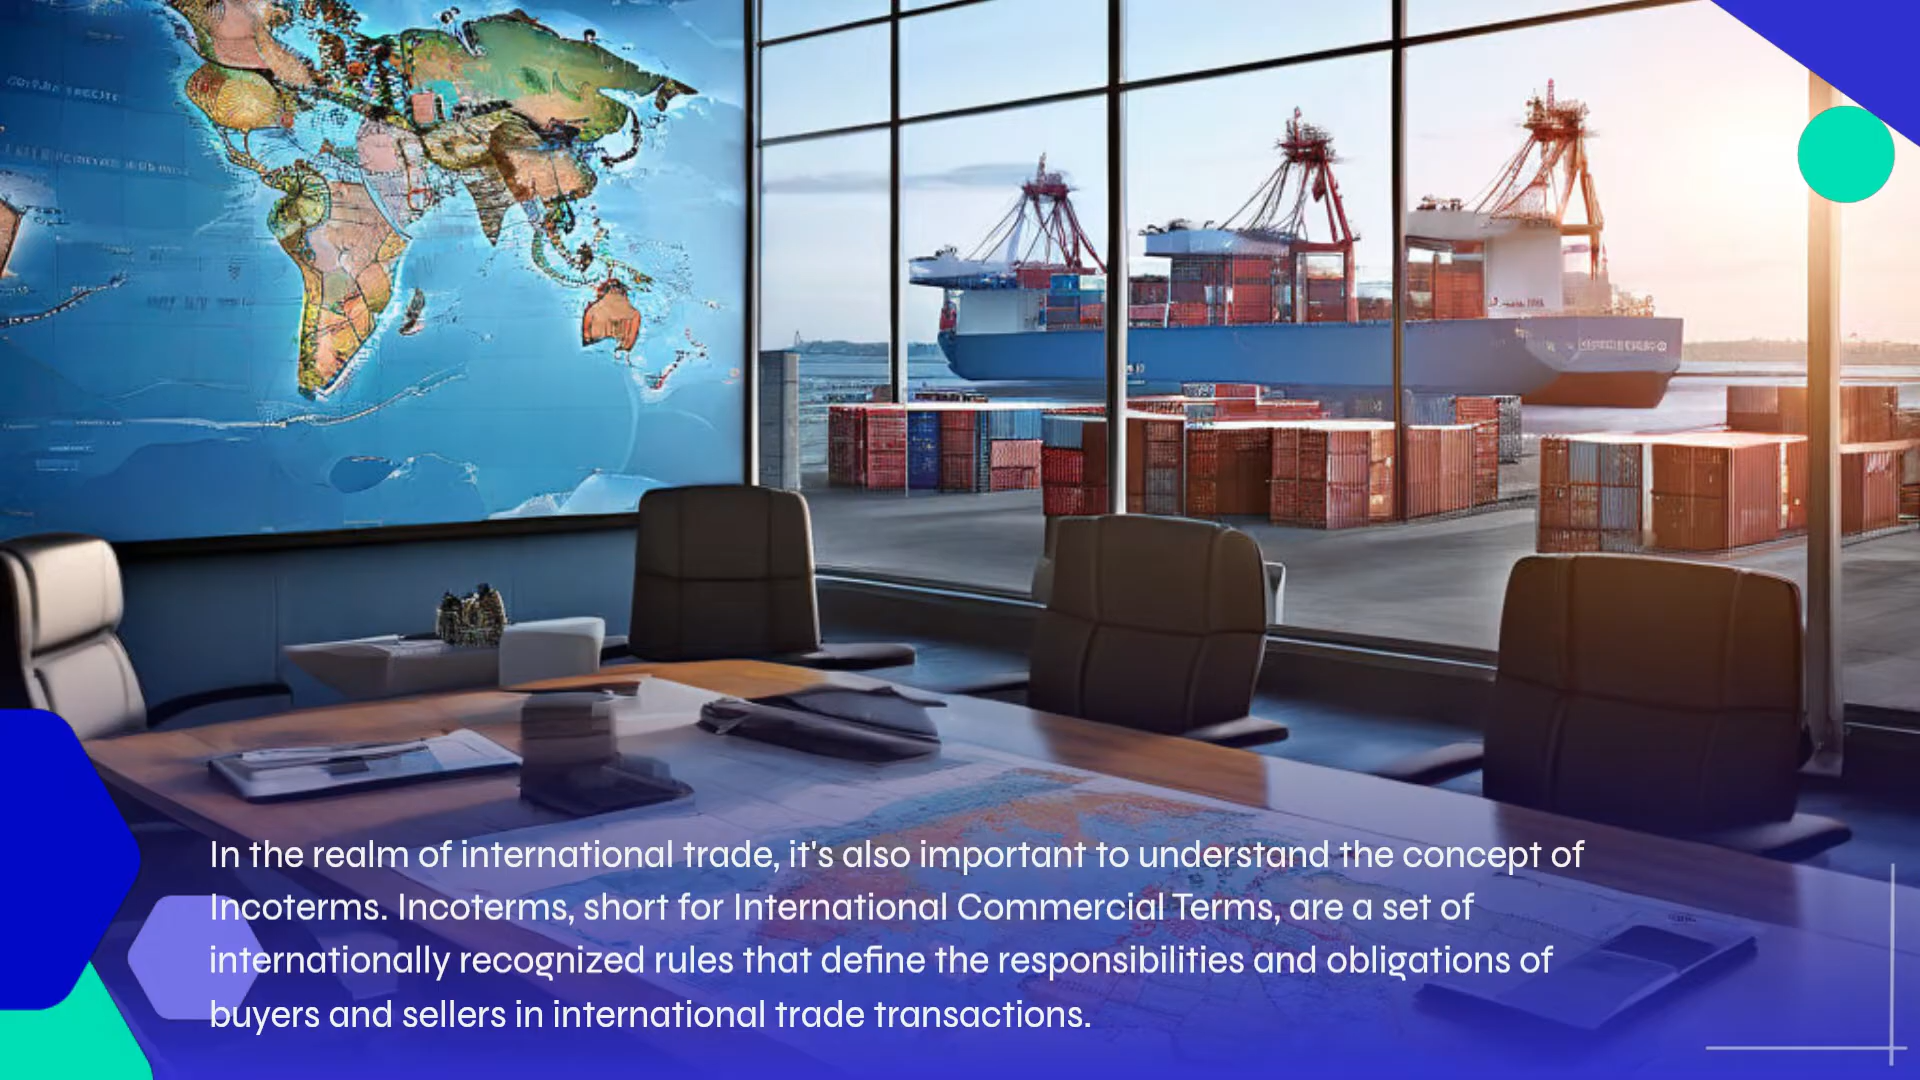 In the realm of international trade, it's also important to understand the concept of
Incoterms. Incoterms, short for International Commercial Terms, are a set of
internationally recognized rules that define the responsibilities and obligations of
buyers and sellers in international trade transactions.